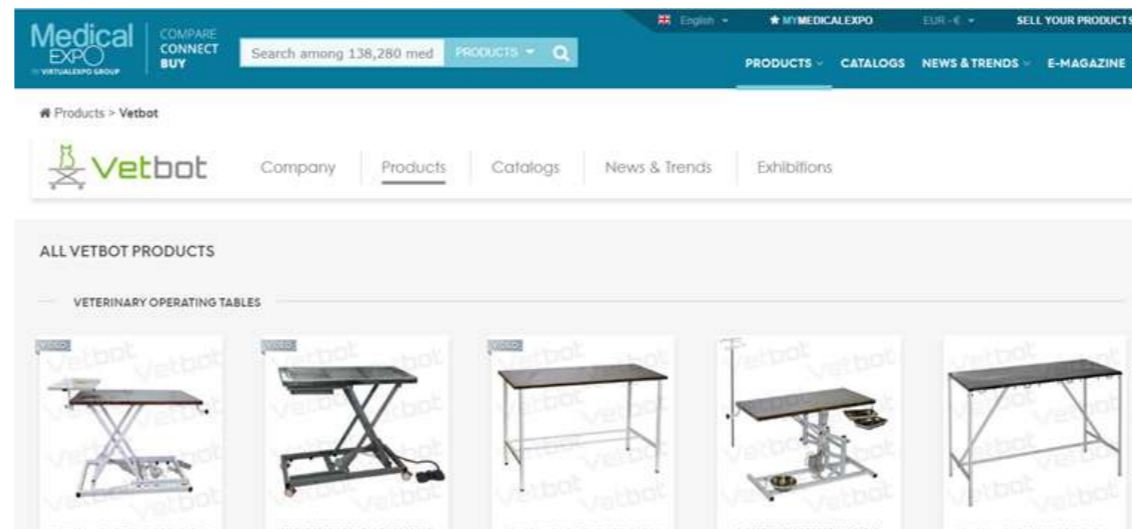 Medical
EXPO
BY VIRTUALEXPO GROUP
COMPARE
CONNECT
BUY
Search among 138,280 med
PRODUCTS
English
MYMEDICALEXPO
EUR - €
SELL YOUR PRODUCTS
PRODUCTS
CATALOGS
NEWS & TRENDS
E-MAGAZINE
Products > Vetbot
Vetbot
Company
Products
Catalogs
News & Trends
Exhibitions
ALL VETBOT PRODUCTS
VETERINARY OPERATING TABLES
VIDEO
VIDEO
VIDEO